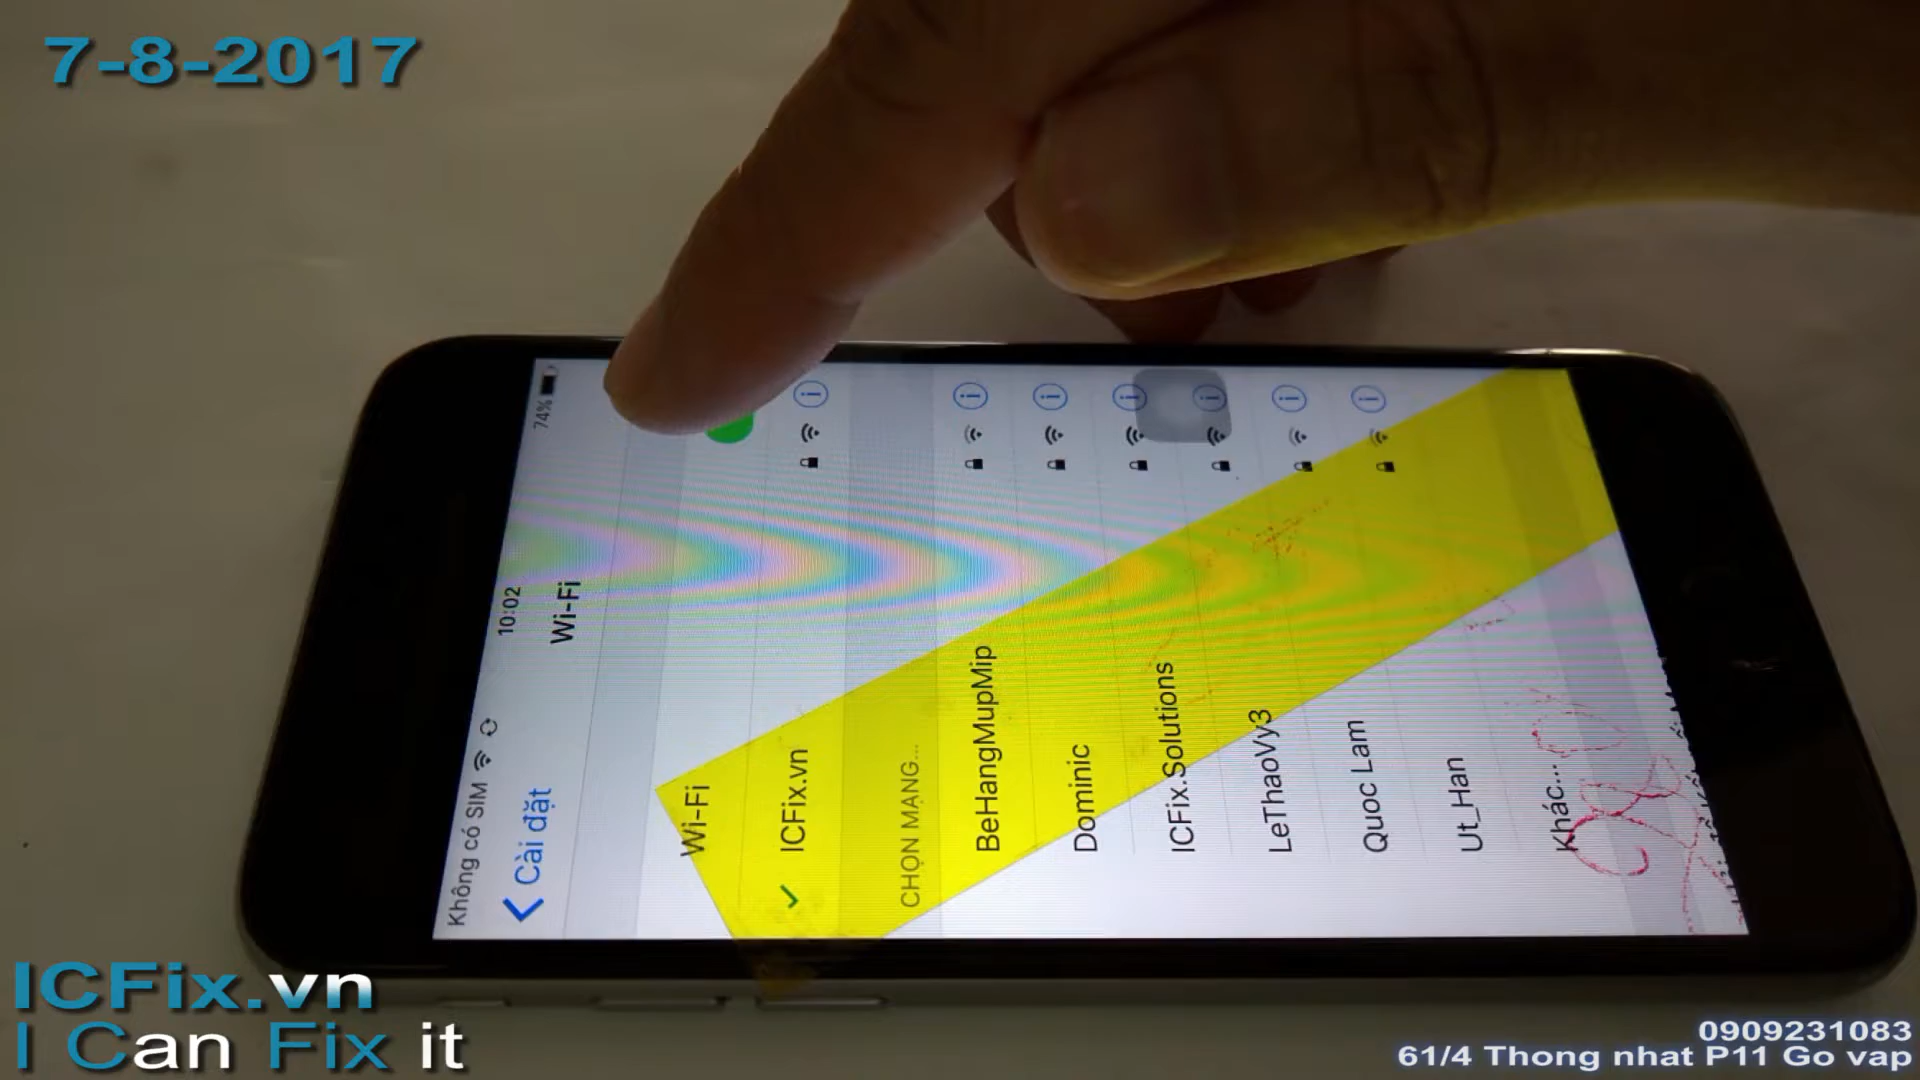 7-8-2017
Không có SIM
10:02
74%
Cài đặt
Wi-Fi
Wi-Fi
ICFix.vn
CHỌN MẠNG...
BeHangMupMip
Dominic
ICFix.Solutions
LeThaoVy3
Quoc Lam
Ut_Han
Khác...
ICFix.vn
I Can Fix it
0909231083
61/4 Thong nhat P11 Go vap